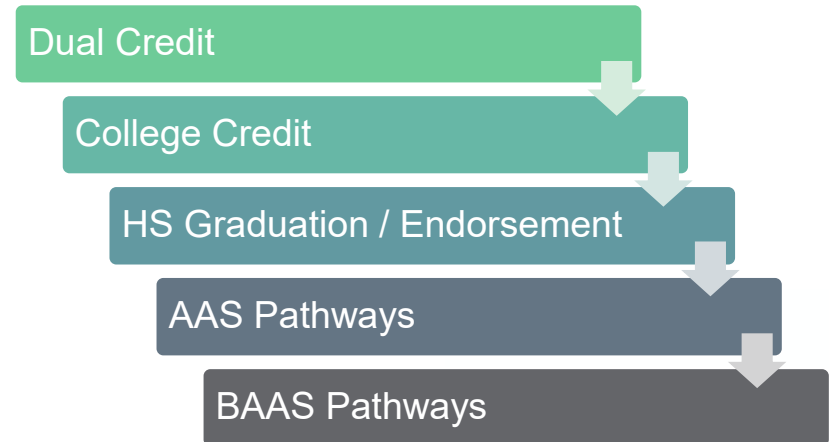 Dual Credit
College Credit
HS Graduation / Endorsement
AAS Pathways
BAAS Pathways